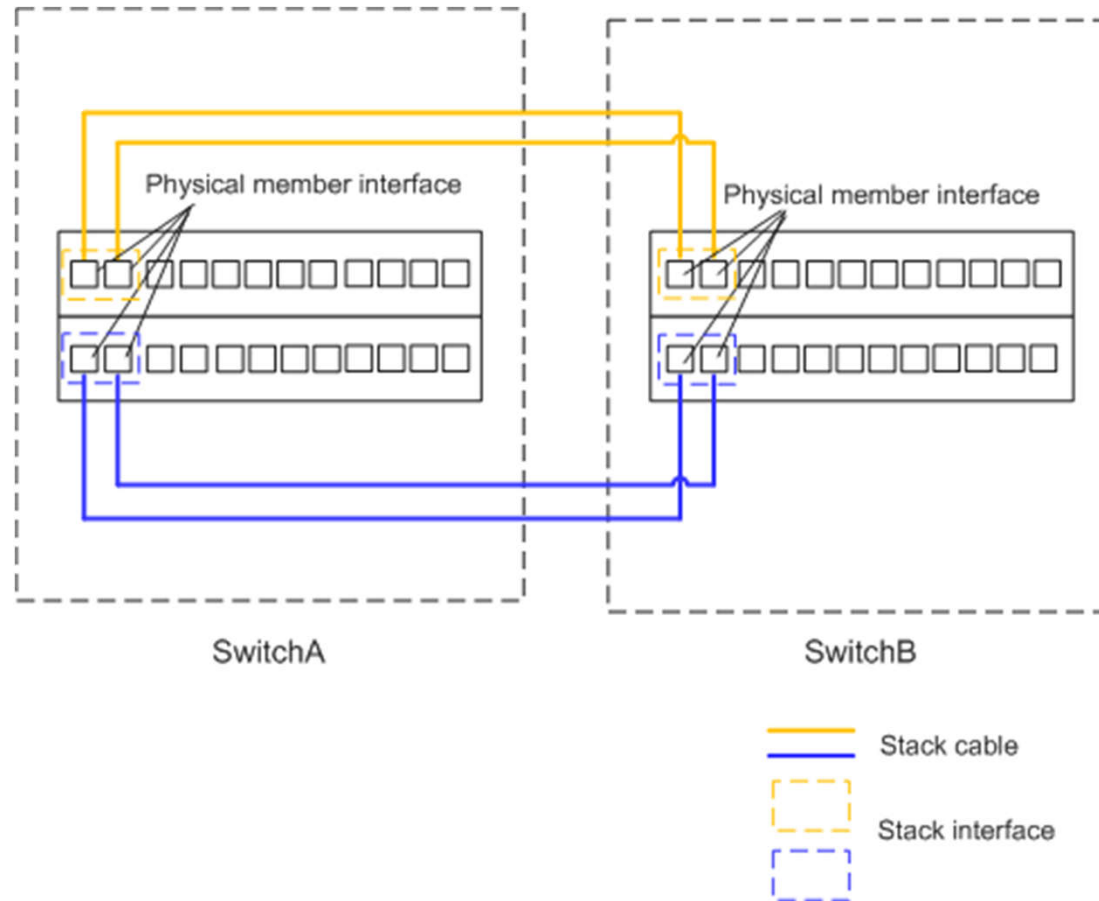 Physical member interface
Physical member interface
SwitchA
SwitchB
Stack cable
Stack interface